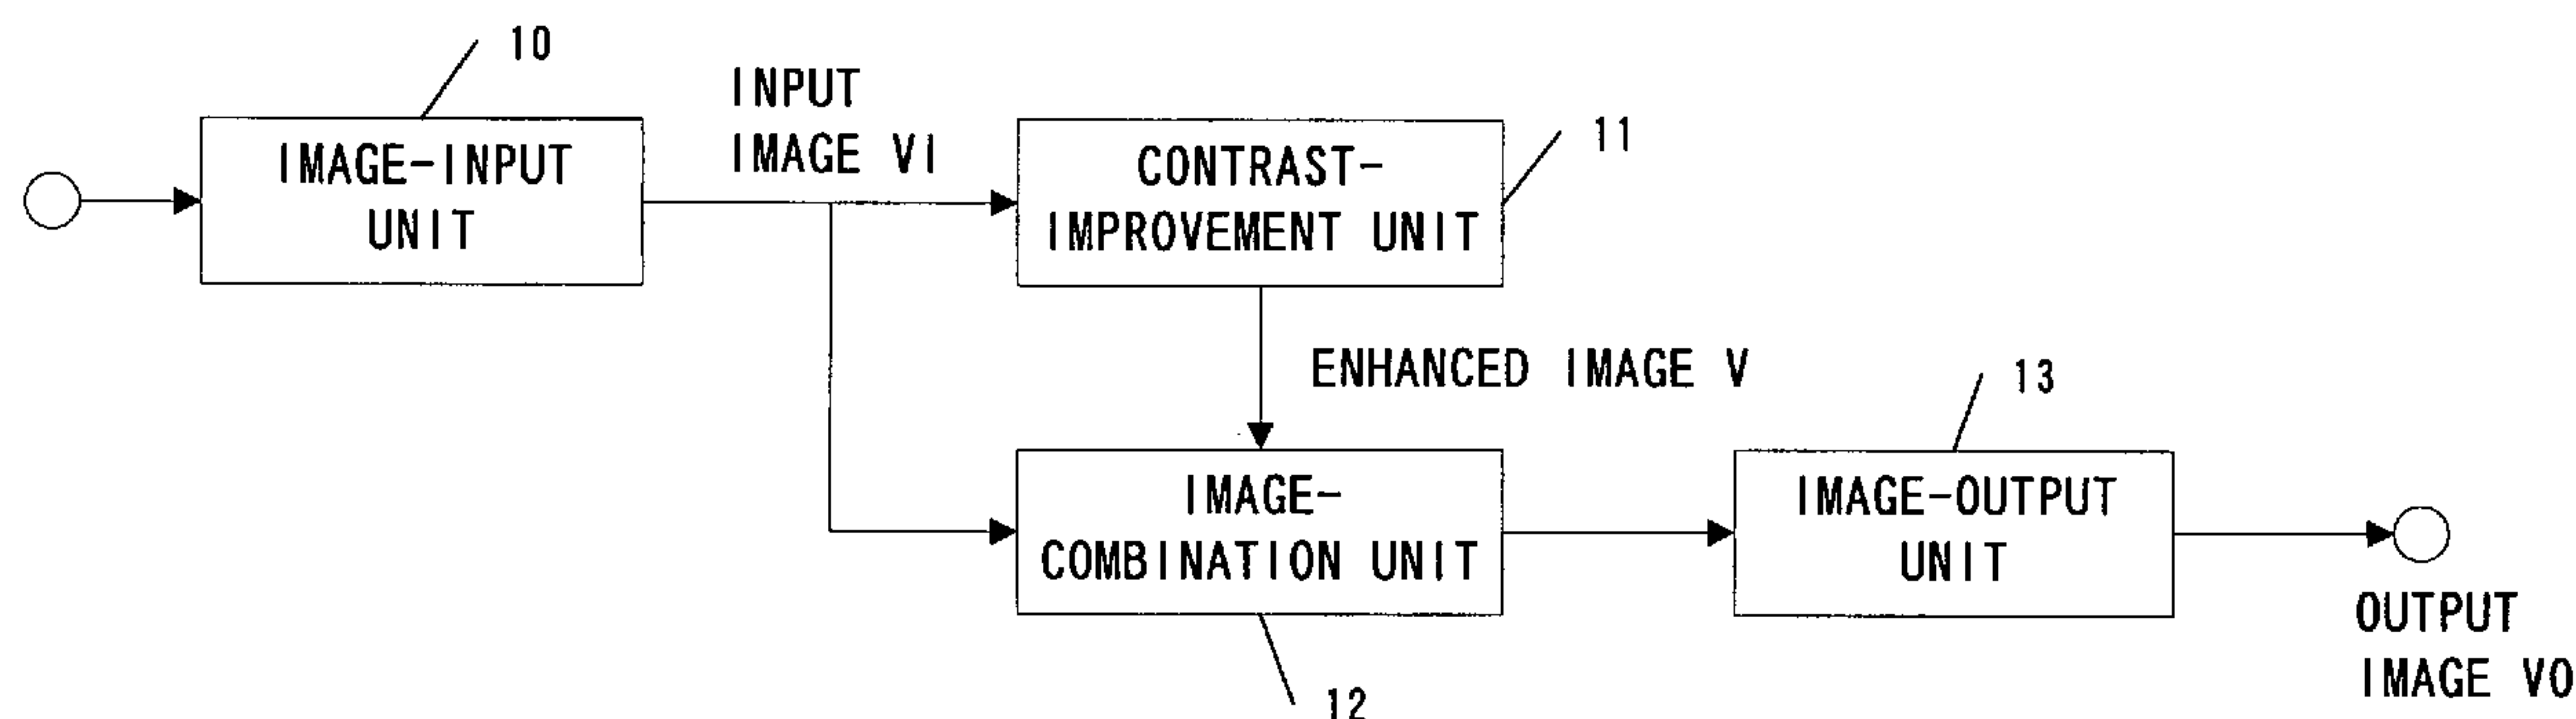 10
IMAGE-INPUT
UNIT
INPUT
IMAGE VI
CONTRAST-
IMPROVEMENT UNIT
11
ENHANCED IMAGE V
IMAGE-
COMBINATION UNIT
12
IMAGE-OUTPUT
UNIT
13
OUTPUT
IMAGE VO